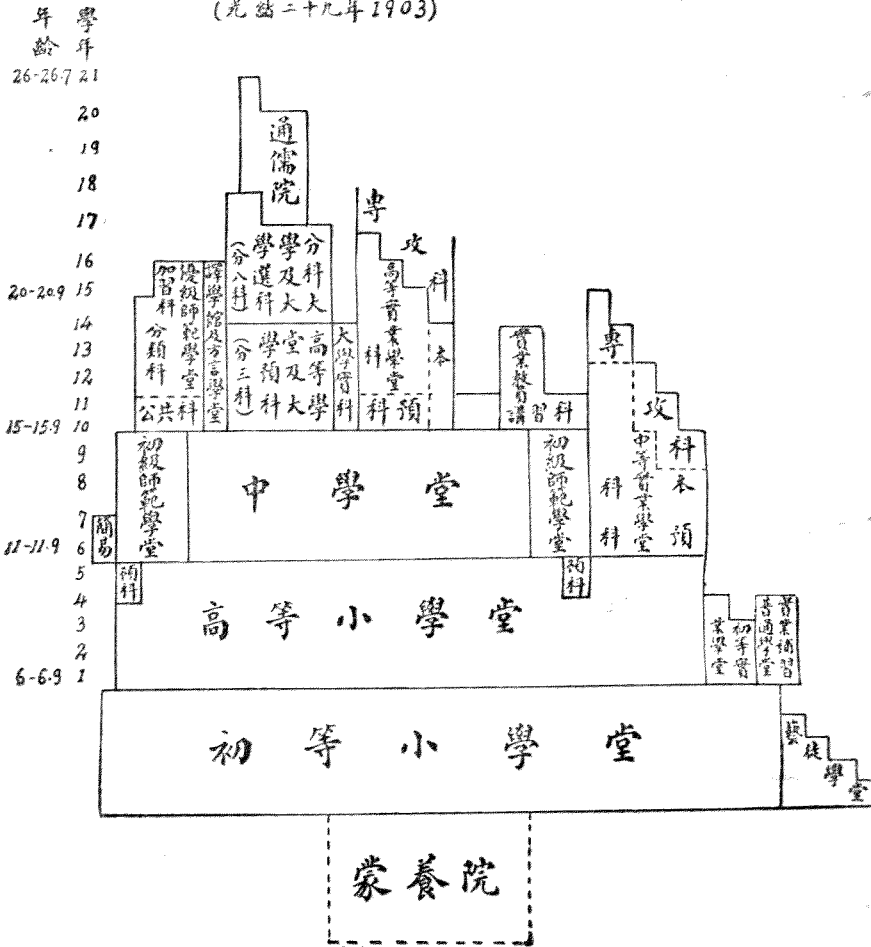 (光緒二十九年1903)
學年
年齡
26-26.7 21
20
19
18
17
16
20-20.9 15
14
13
12
11
15-15.9 10
9
8
7
11-11.9 6
5
4
3
2
6-6.9 1
通儒院
分科大
學及大
學選科
(分八科)
高等學
堂及大
學預科
(分三科)
大學實科
譯學館及方言學堂
優級師範學堂
加習科
分類科
公共科
專攻科
高等實業學堂
本科
預科
實業教員
講習科
專攻科
中等實業學堂
本科
預科
初級師範學堂
中學堂
初級師範學堂
簡易
預科
預科
高等小學堂
初等實
業學堂
實業補習
普通學堂
初等小學堂
藝徒學堂
蒙養院